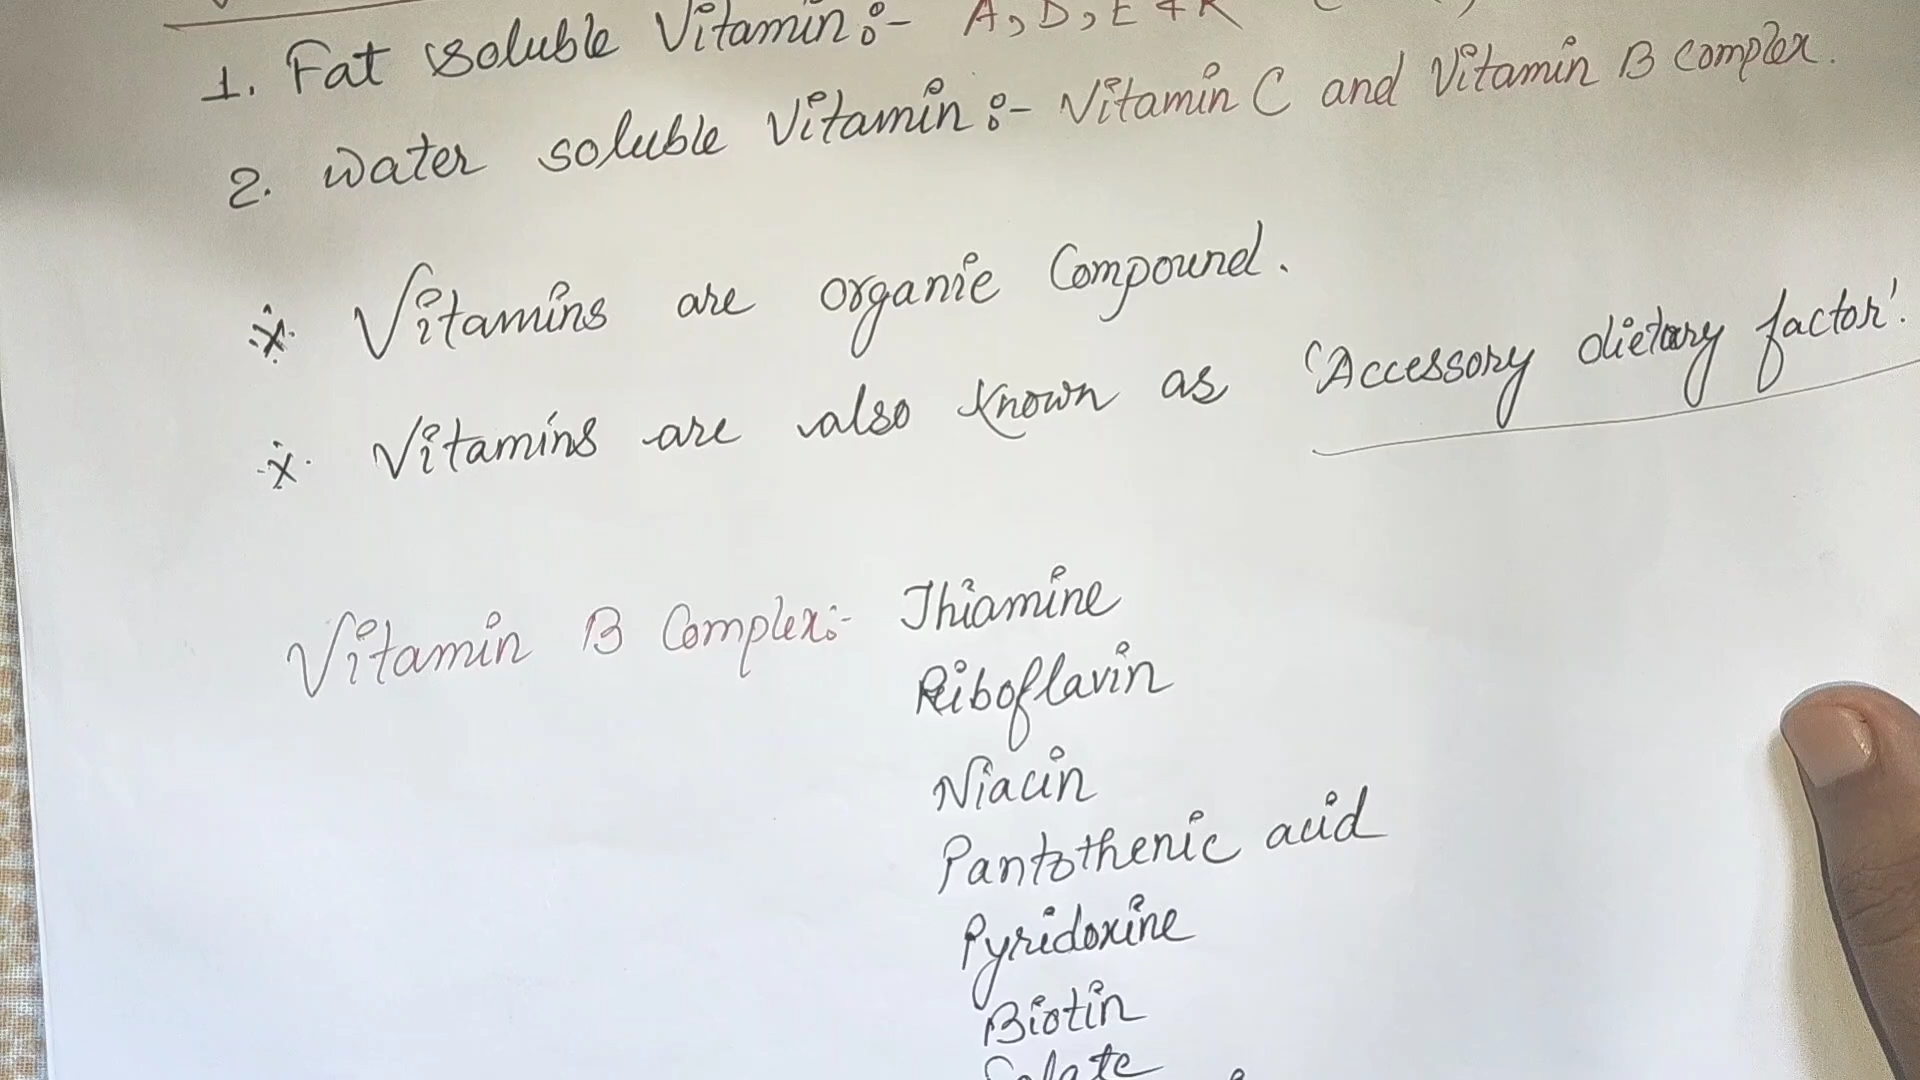 1. Fat soluble Vitamin :- A, D, E & K
2. Water soluble Vitamin :- Vitamin C and Vitamin B complex.
Vitamins are organic Compound.
Vitamins are also known as 'Accessory dietary factor'.
Vitamin B Complex:- Thiamine
Riboflavin
Niacin
Pantothenic acid
Pyridoxine
Biotin